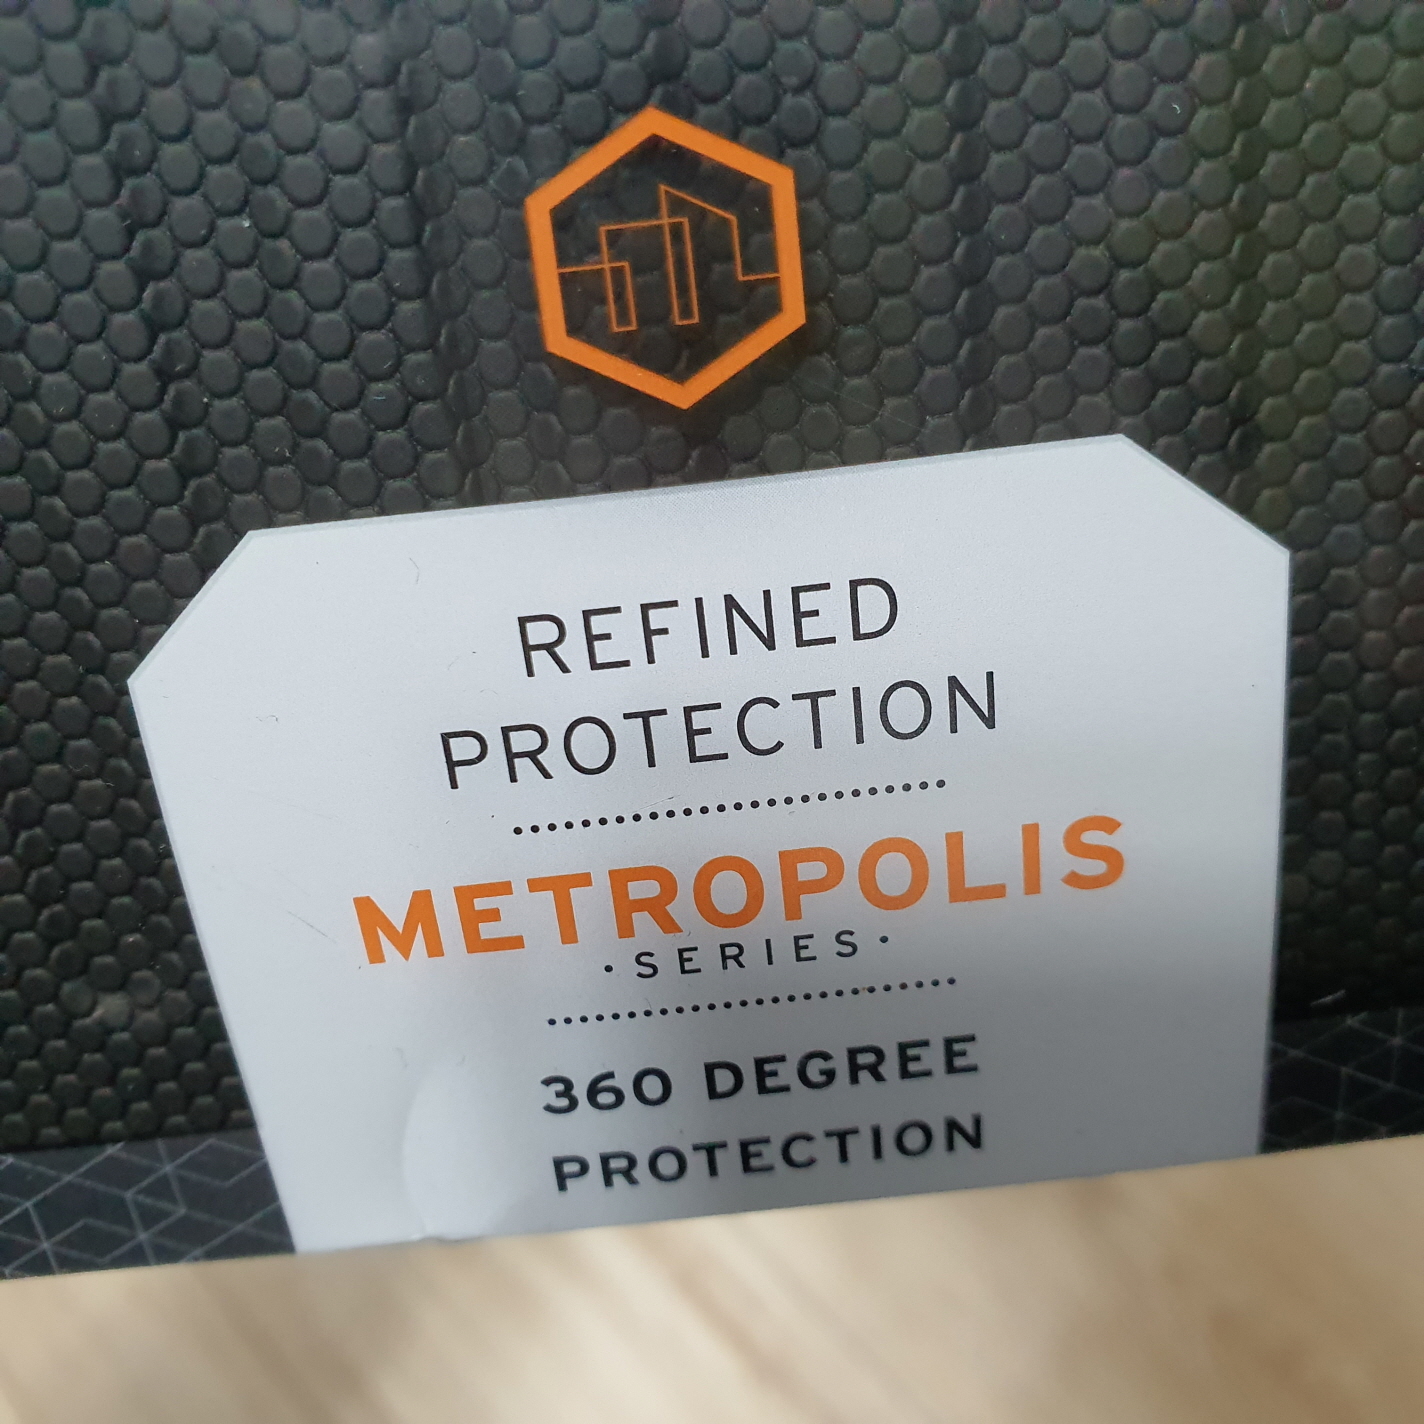 REFINED
PROTECTION
METROPOLIS
· SERIES ·
360 DEGREE
PROTECTION